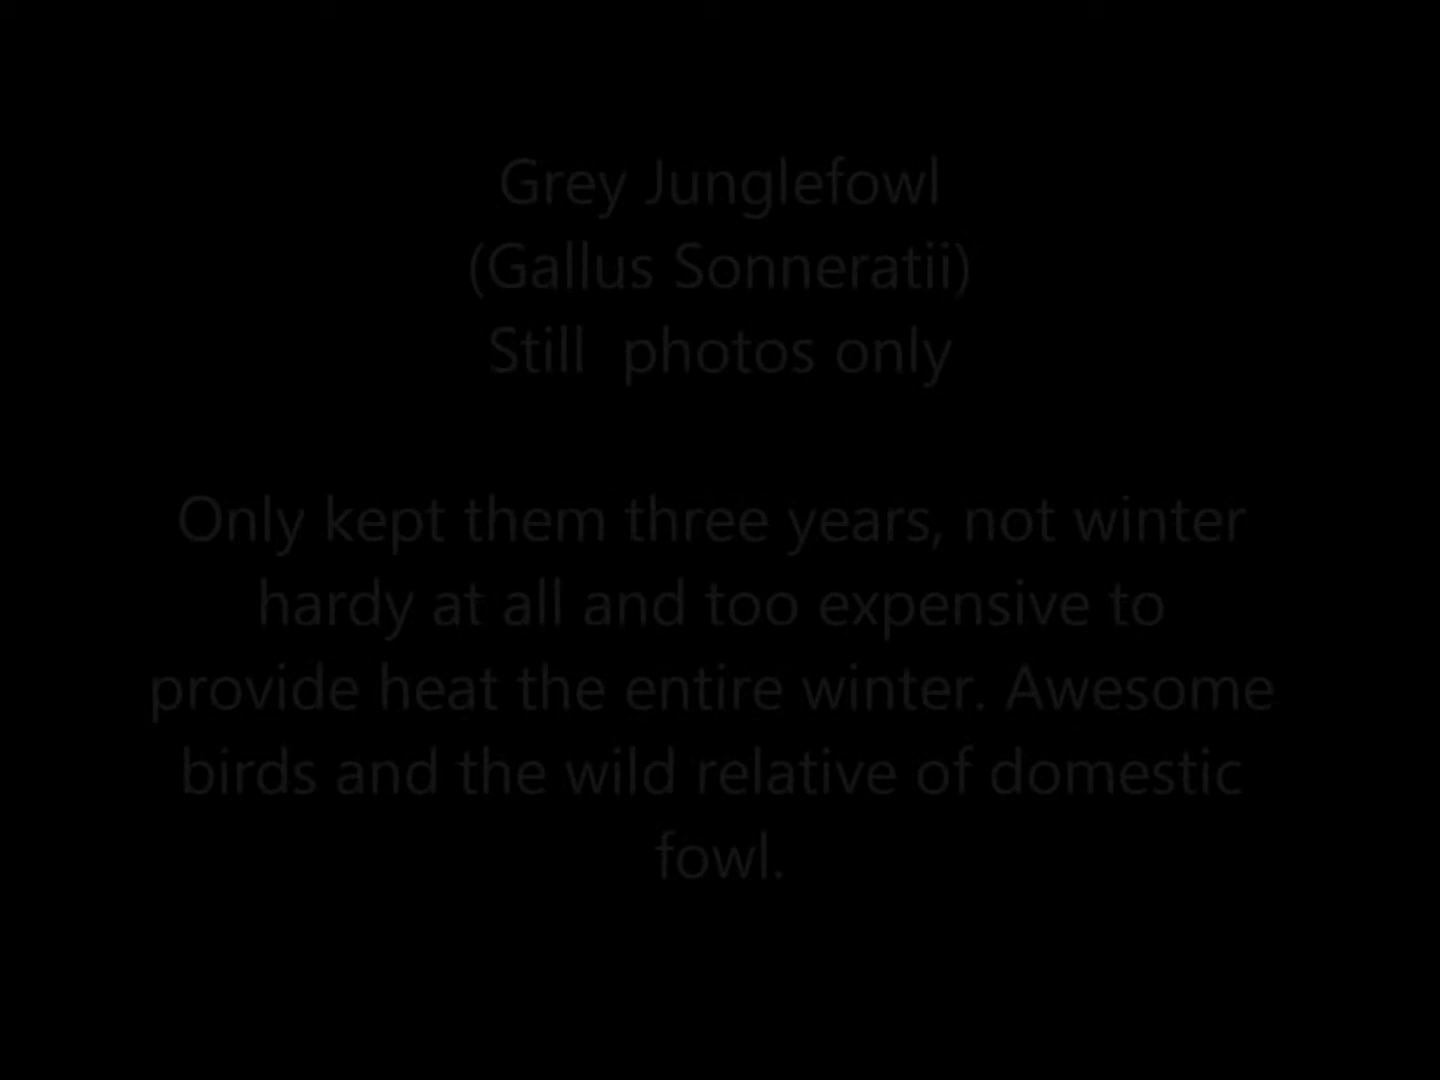 Grey Junglefowl
(Gallus Sonneratii)
Still  photos only
Only kept them three years, not winter
hardy at all and too expensive to
provide heat the entire winter. Awesome
birds and the wild relative of domestic
fowl.